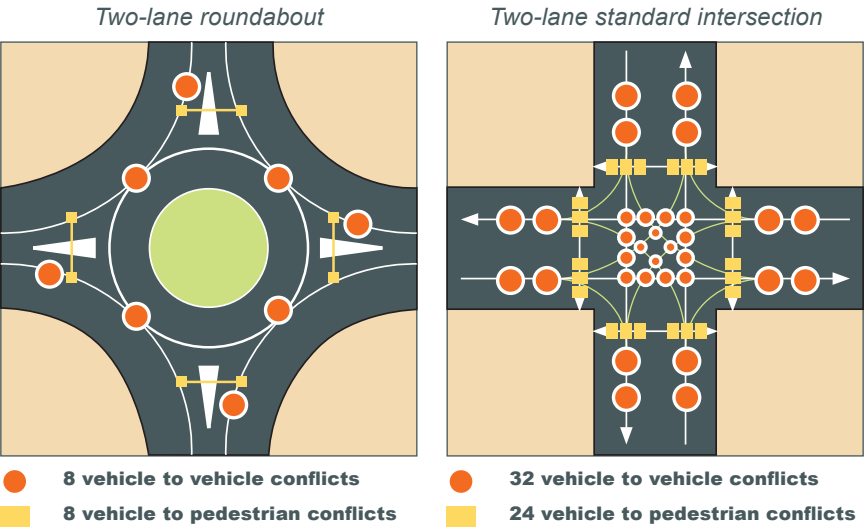 Two-lane roundabout
Two-lane standard intersection
8 vehicle to vehicle conflicts
8 vehicle to pedestrian conflicts
32 vehicle to vehicle conflicts
24 vehicle to pedestrian conflicts